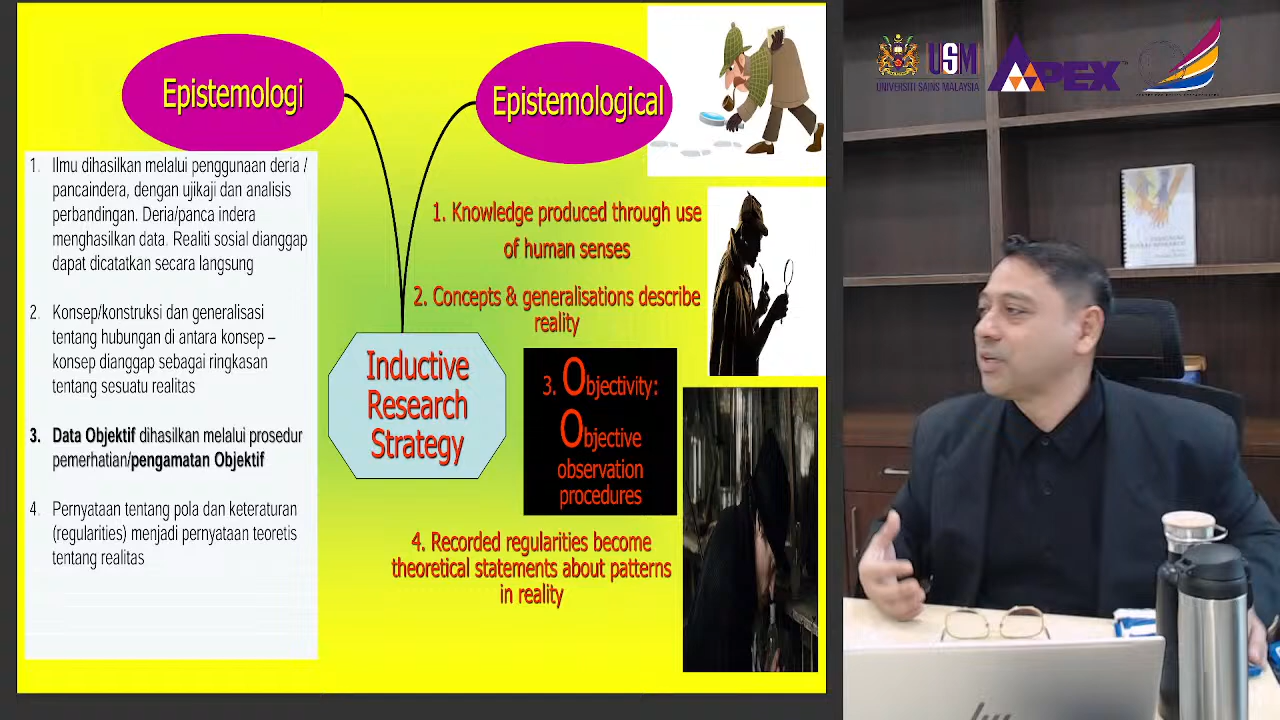 Epistemologi
1. Ilmu dihasilkan melalui penggunaan deria /
pancaindera, dengan ujikaji dan analisis
perbandingan. Deria/panca indera
menghasilkan data. Realiti sosial dianggap
dapat dicatatkan secara langsung
2. Konsep/konstruksi dan generalisasi
tentang hubungan di antara konsep –
konsep dianggap sebagai ringkasan
tentang sesuatu realitas
3. Data Objektif dihasilkan melalui prosedur
pemerhatian/pengamatan Objektif
4. Pernyataan tentang pola dan keteraturan
(regularities) menjadi pernyataan teoretis
tentang realitas
Inductive
Research
Strategy
Epistemological
1. Knowledge produced through use
of human senses
2. Concepts & generalisations describe
reality
3. Objectivity:
Objective
observation
procedures
4. Recorded regularities become
theoretical statements about patterns
in reality
USM
UNIVERSITI SAINS MALAYSIA
APEX™
hp